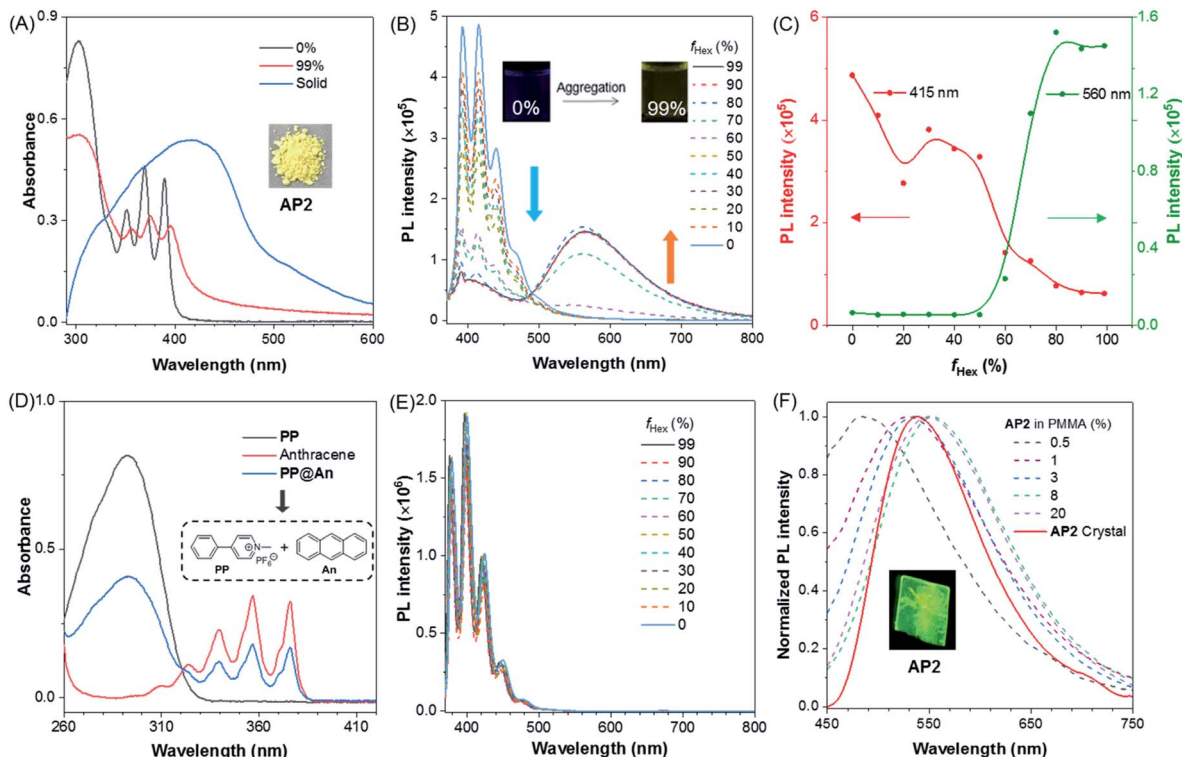 (A)
0.9
0.6
0.3
0.0
Absorbance
0%
99%
Solid
AP2
300
400
500
600
Wavelength (nm)
(B)
5
4
3
2
1
0
PL intensity (×10⁵)
0%
Aggregation
99%
fHex (%)
99
90
80
70
60
50
40
30
20
10
0
400
500
600
700
800
Wavelength (nm)
(C)
6
4
2
0
PL intensity (×10⁵)
415 nm
560 nm
1.6
1.2
0.8
0.4
0.0
PL intensity (×10⁵)
0
20
40
60
80
100
fHex (%)
(D)
1.0
0.5
0.0
Absorbance
PP
Anthracene
PP@An
N
PF₆⊖
+
PP
An
260
310
360
410
Wavelength (nm)
(E)
2.0
1.5
1.0
0.5
0.0
PL intensity (×10⁶)
fHex (%)
99
90
80
70
60
50
40
30
20
10
0
400
500
600
700
800
Wavelength (nm)
(F)
1.0
0.8
0.6
0.4
0.2
0.0
Normalized PL intensity
AP2 in PMMA (%)
0.5
1
3
8
20
AP2 Crystal
AP2
450
550
650
750
Wavelength (nm)